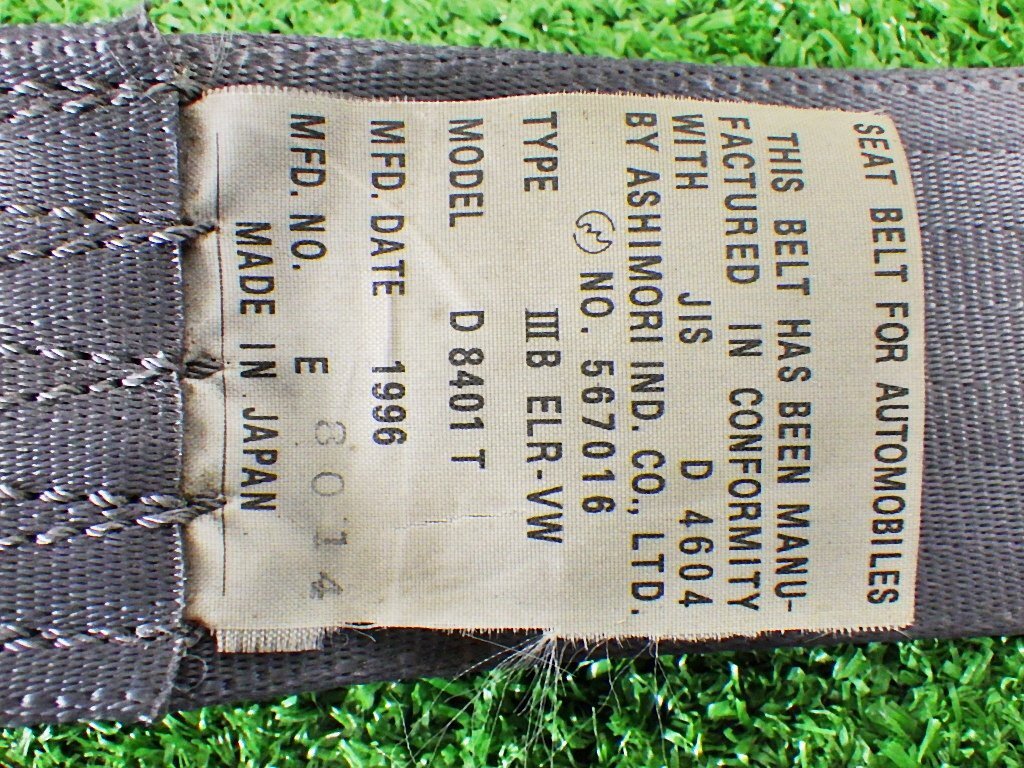 SEAT BELT FOR AUTOMOBILES
THIS BELT HAS BEEN MANU-
FACTURED IN CONFORMITY
WITH JIS D 4604
BY ASHIMORI IND. CO., LTD.
NO. 567016
TYPE ⅢB ELR-VW
MODEL D 8401 T
MFD. DATE 1996
MFD. NO. E 8014
MADE IN JAPAN